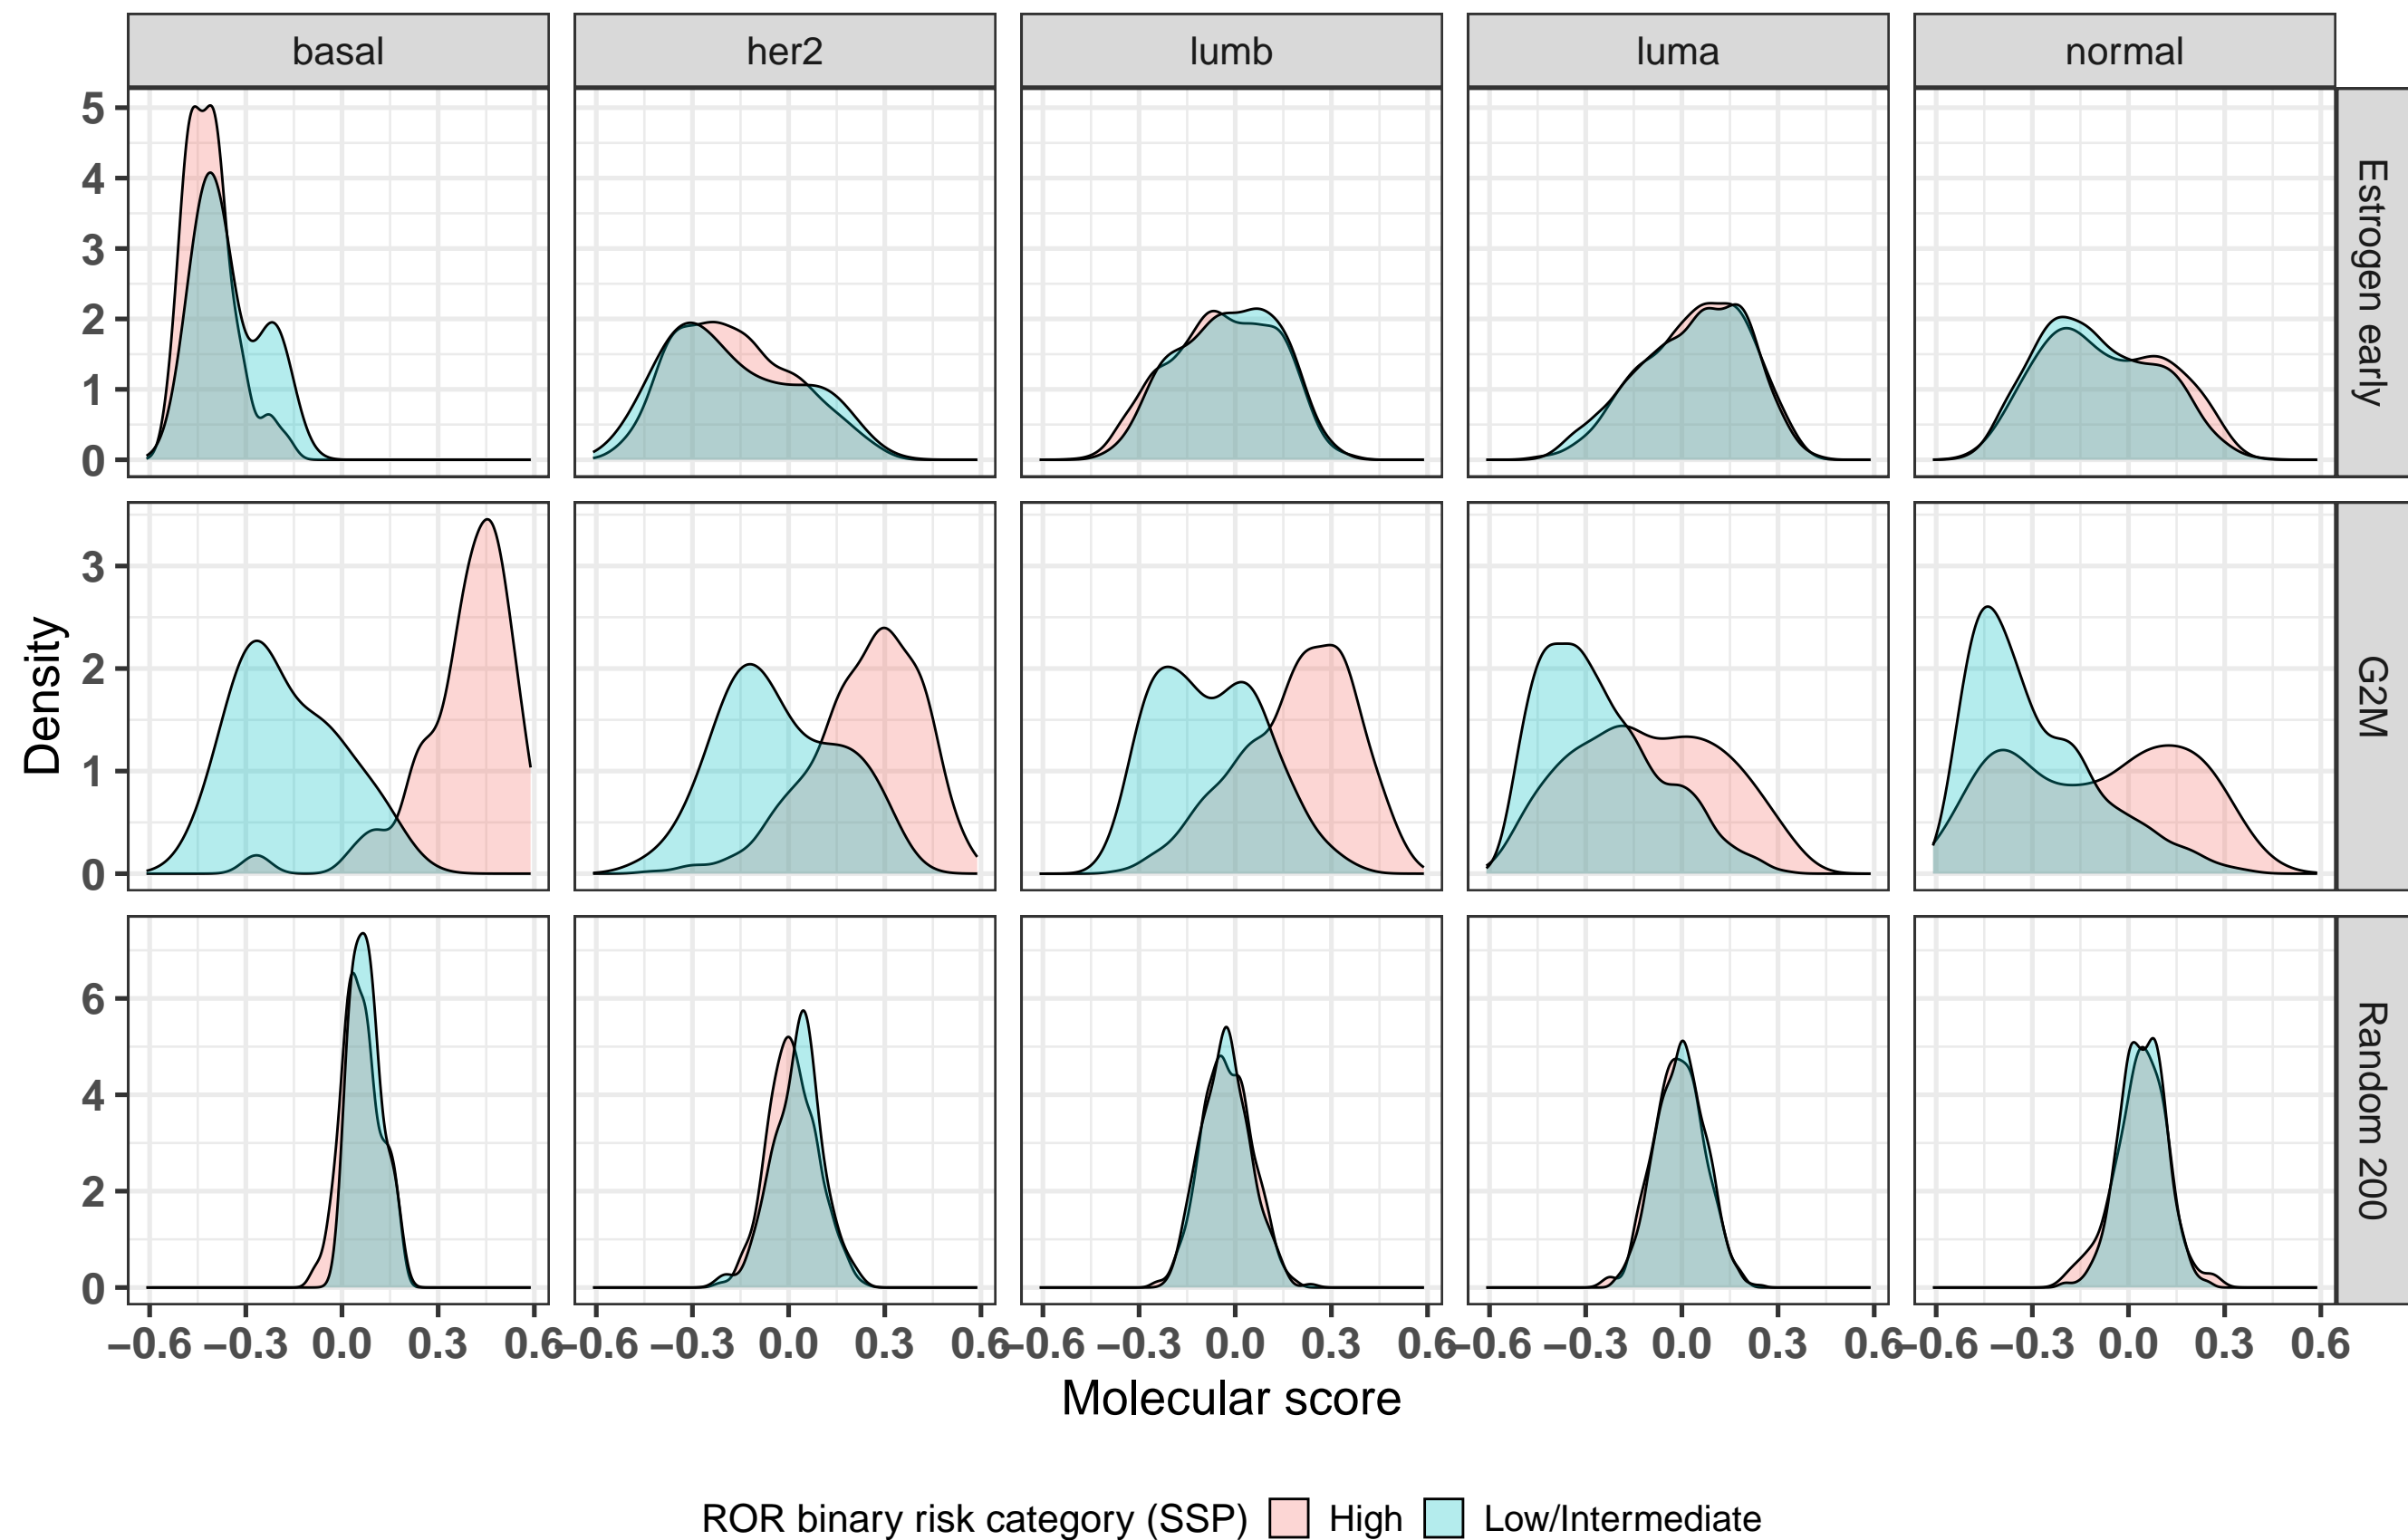 basal her2 lumb luma normal
5
4
3
2
1
0
Estrogen early
3
2
1
0
G2M
6
4
2
0
Random 200
Density
−0.6 −0.3 0.0 0.3 0.6 −0.6 −0.3 0.0 0.3 0.6 −0.6 −0.3 0.0 0.3 0.6 −0.6 −0.3 0.0 0.3 0.6 −0.6 −0.3 0.0 0.3 0.6
Molecular score
ROR binary risk category (SSP) High Low/Intermediate